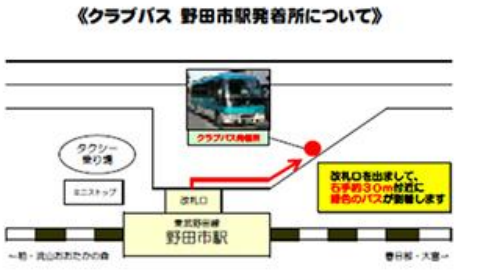 《クラブバス 野田市駅発着所について》
クラブバス発着所
タクシー
乗り場
ミニストップ
改札口
改札口を出まして、
右手約30m付近に
緑色のバスが到着します
東武野田線
野田市駅
←柏・流山おおたかの森
春日部・大宮→